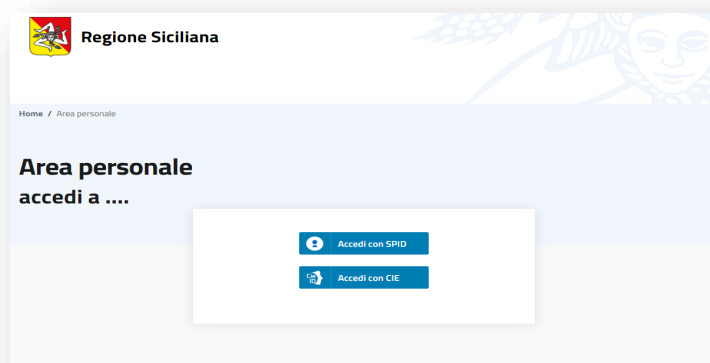 Regione Siciliana
Home / Area personale
Area personale
accedi a ....
Accedi con SPID
Accedi con CIE